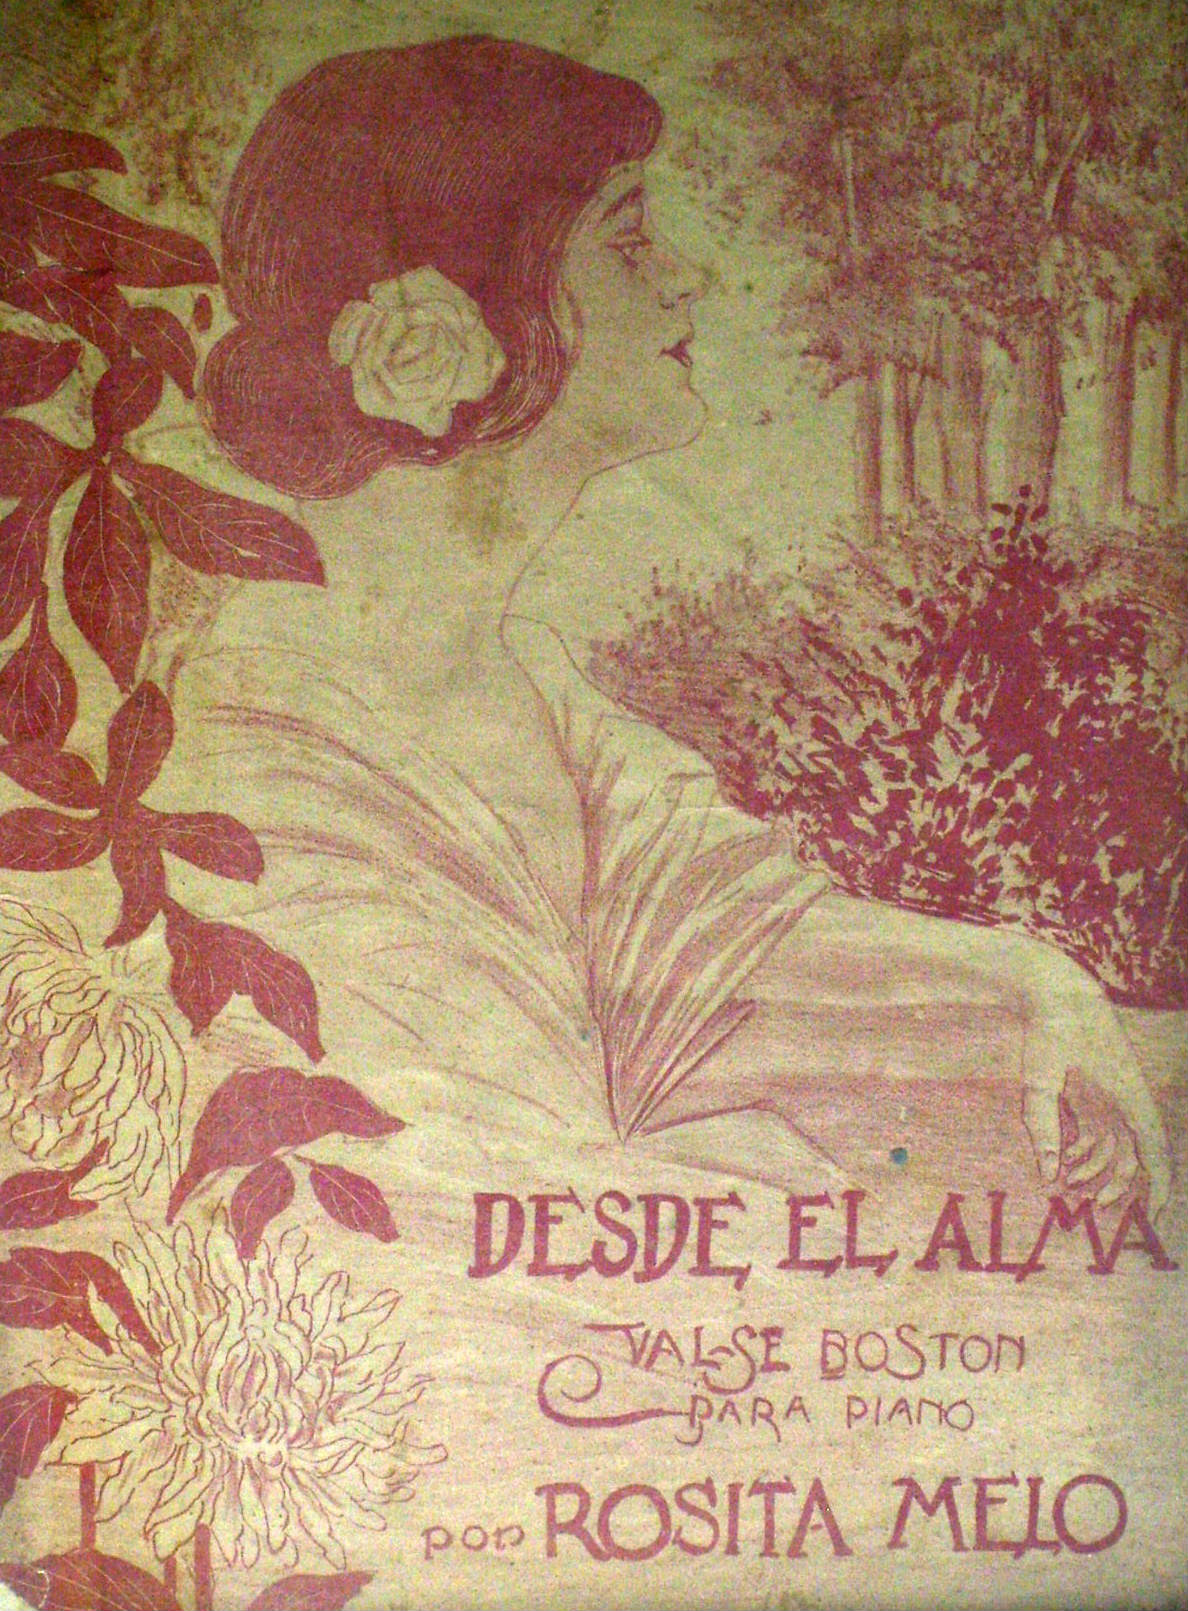 DESDE EL ALMA
VALSE BOSTON
PARA PIANO
por ROSITA MELO